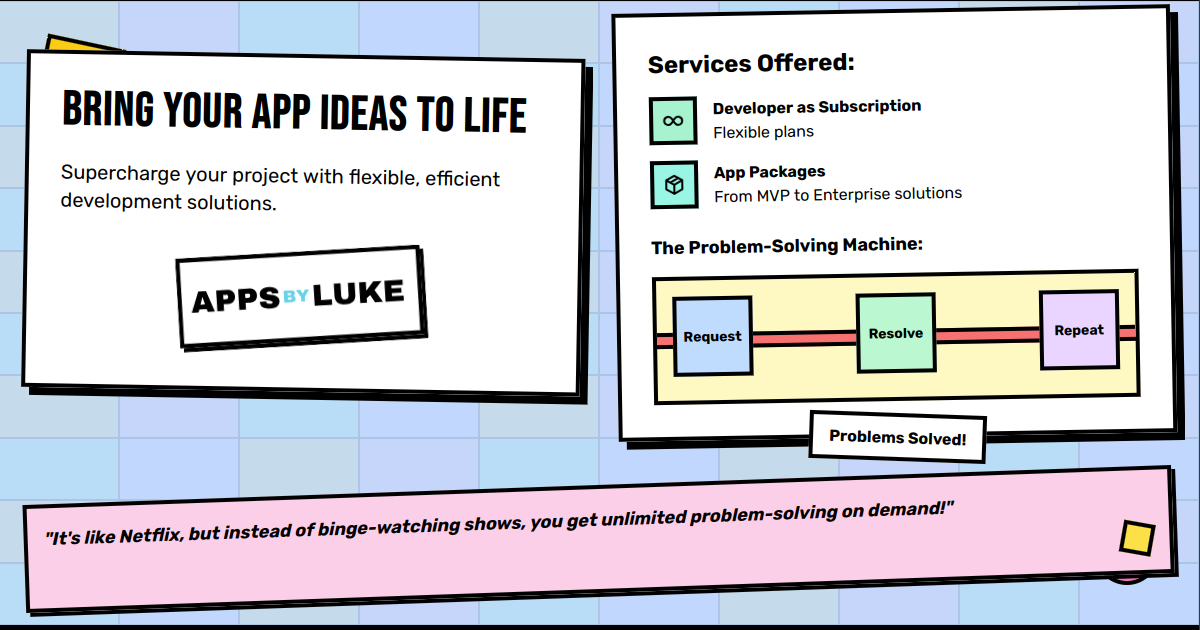 BRING YOUR APP IDEAS TO LIFE
Supercharge your project with flexible, efficient
development solutions.
APPS BY LUKE
Services Offered:
Developer as Subscription
Flexible plans
App Packages
From MVP to Enterprise solutions
The Problem-Solving Machine:
Request
Resolve
Repeat
Problems Solved!
"It's like Netflix, but instead of binge-watching shows, you get unlimited problem-solving on demand!"